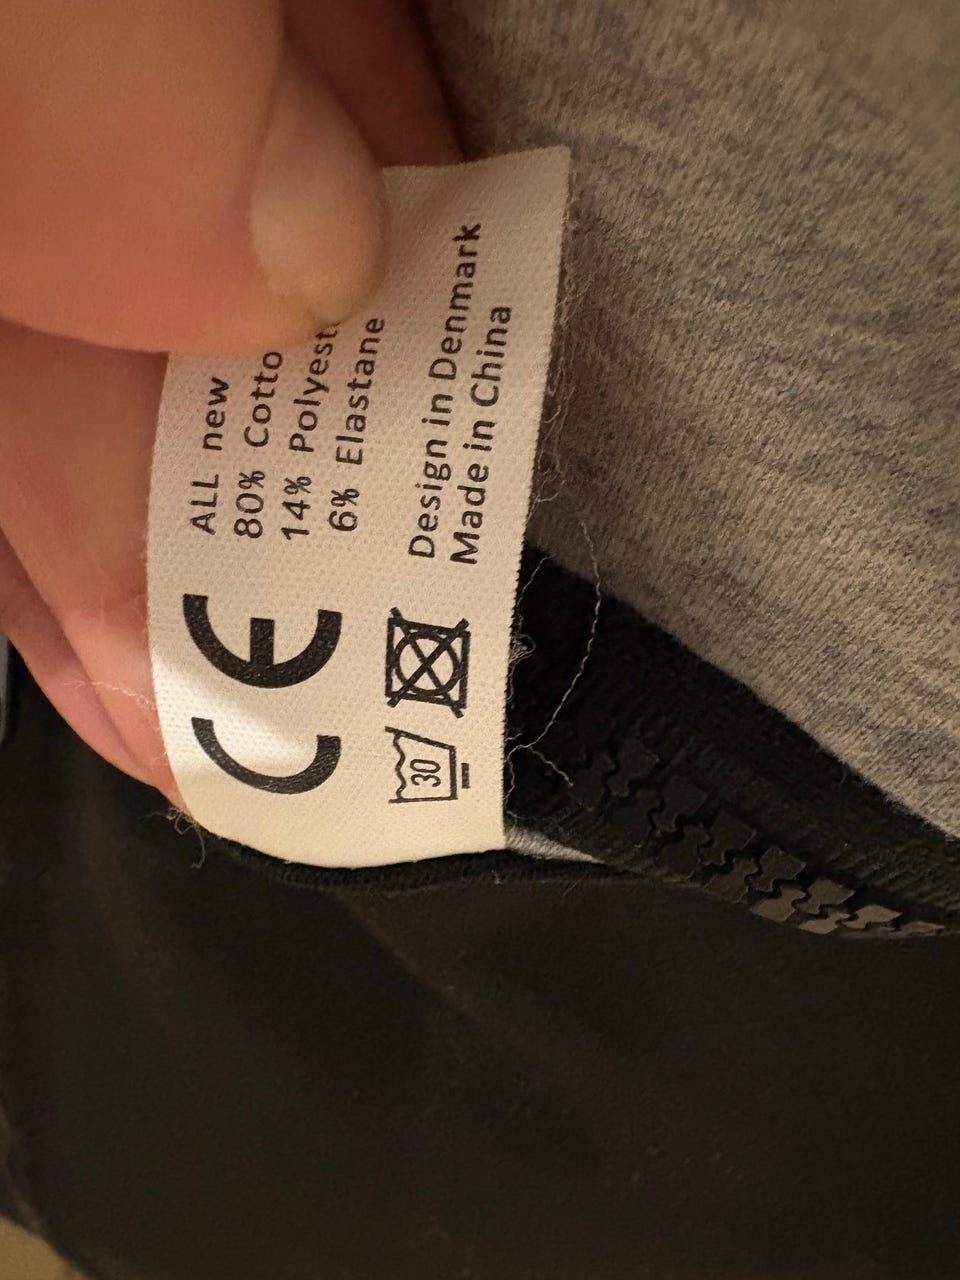 ALL new
80% Cotto
14% Polyest
6% Elastane
Design in Denmark
Made in China
CE
30